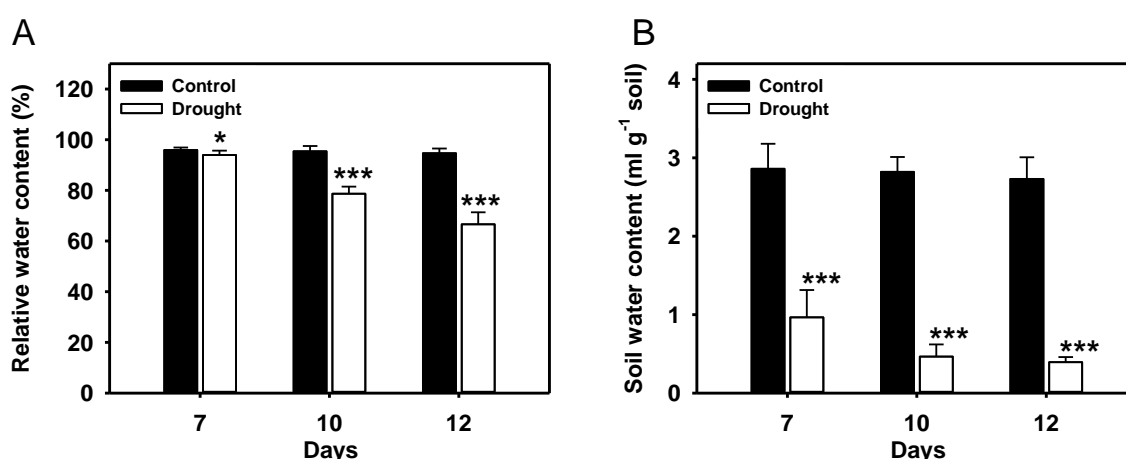 A
Relative water content (%)
120
100
80
60
40
20
0
Control
Drought
*
***
***
7
10
12
Days
B
Soil water content (ml g⁻¹ soil)
4
3
2
1
0
Control
Drought
***
***
***
7
10
12
Days